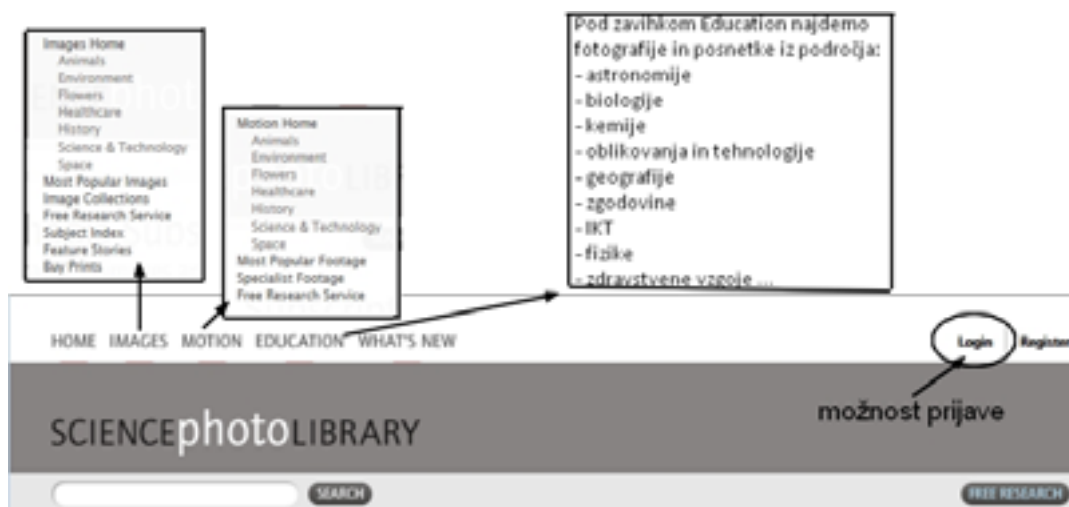 Images Home
Animals
Environment
Flowers
Healthcare
History
Science & Technology
Space
Most Popular Images
Image Collections
Free Research Service
Subject Index
Feature Stories
Buy Prints
Motion Home
Animals
Environment
Flowers
Healthcare
History
Science & Technology
Space
Most Popular Footage
Specialist Footage
Free Research Service
Pod zavihkom Education najdemo
fotografije in posnetke iz področja:
- astronomije
- biologije
- kemije
- oblikovanja in tehnologije
- geografije
- zgodovine
- IKT
- fizike
- zdravstvene vzgoje ...
HOME IMAGES MOTION EDUCATION WHAT'S NEW
Login Register
možnost prijave
SCIENCEphotoLIBRARY
SEARCH
FREE RESEARCH